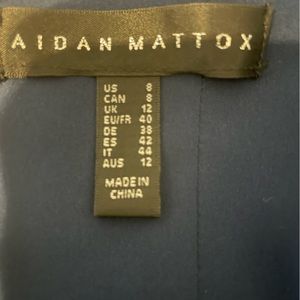 AIDAN MATTOX
US 8
CAN 8
UK 12
EU/FR 40
DE 38
ES 42
IT 44
AUS 12
MADE IN
CHINA